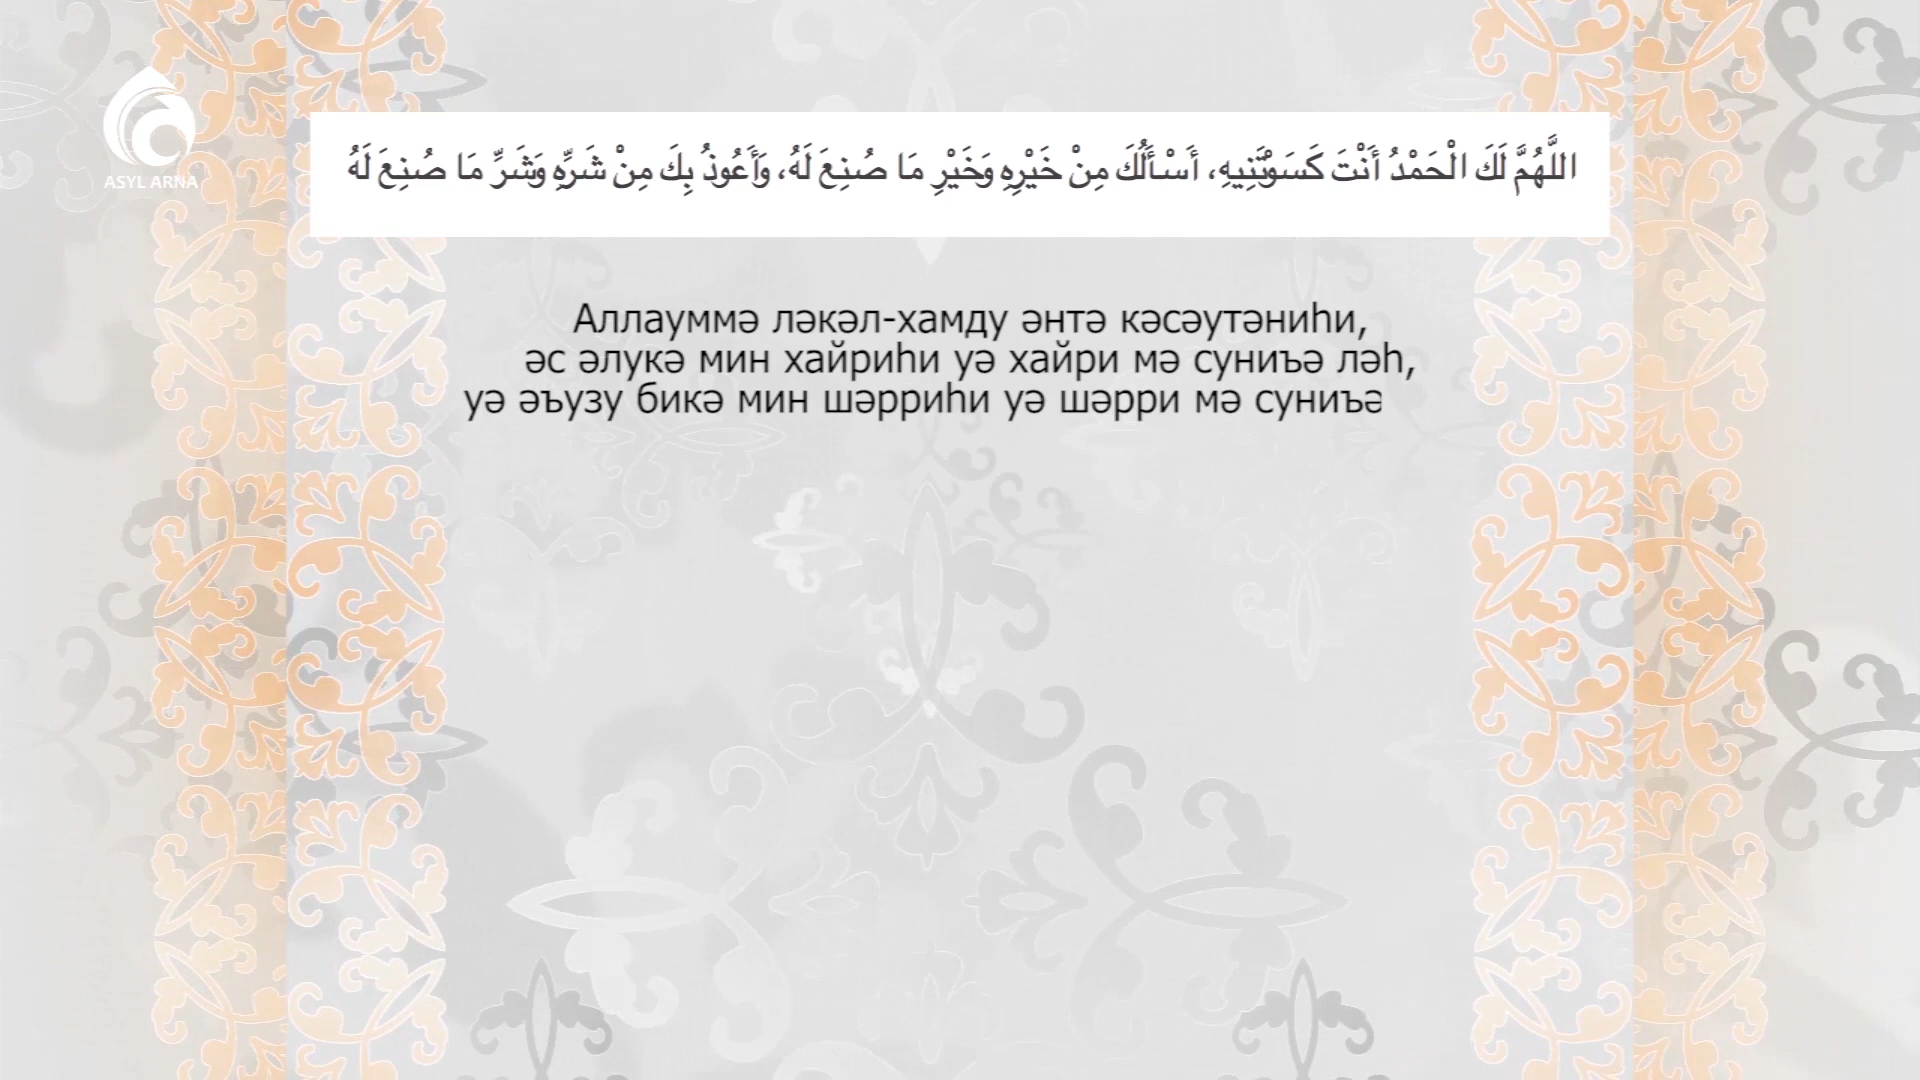 ASYL ARNA
اللَّهُمَّ لَكَ الْحَمْدُ أَنْتَ كَسَوْتَنِيهِ، أَسْأَلُكَ مِنْ خَيْرِهِ وَخَيْرِ مَا صُنِعَ لَهُ، وَأَعُوذُ بِكَ مِنْ شَرِّهِ وَشَرِّ مَا صُنِعَ لَهُ
Аллауммә ләкәл-хамду әнтә кәсәутәниһи,
әс әлукә мин хайриһи уә хайри мә суниъә ләһ,
уә әъузу бикә мин шәрриһи уә шәрри мә суниъә